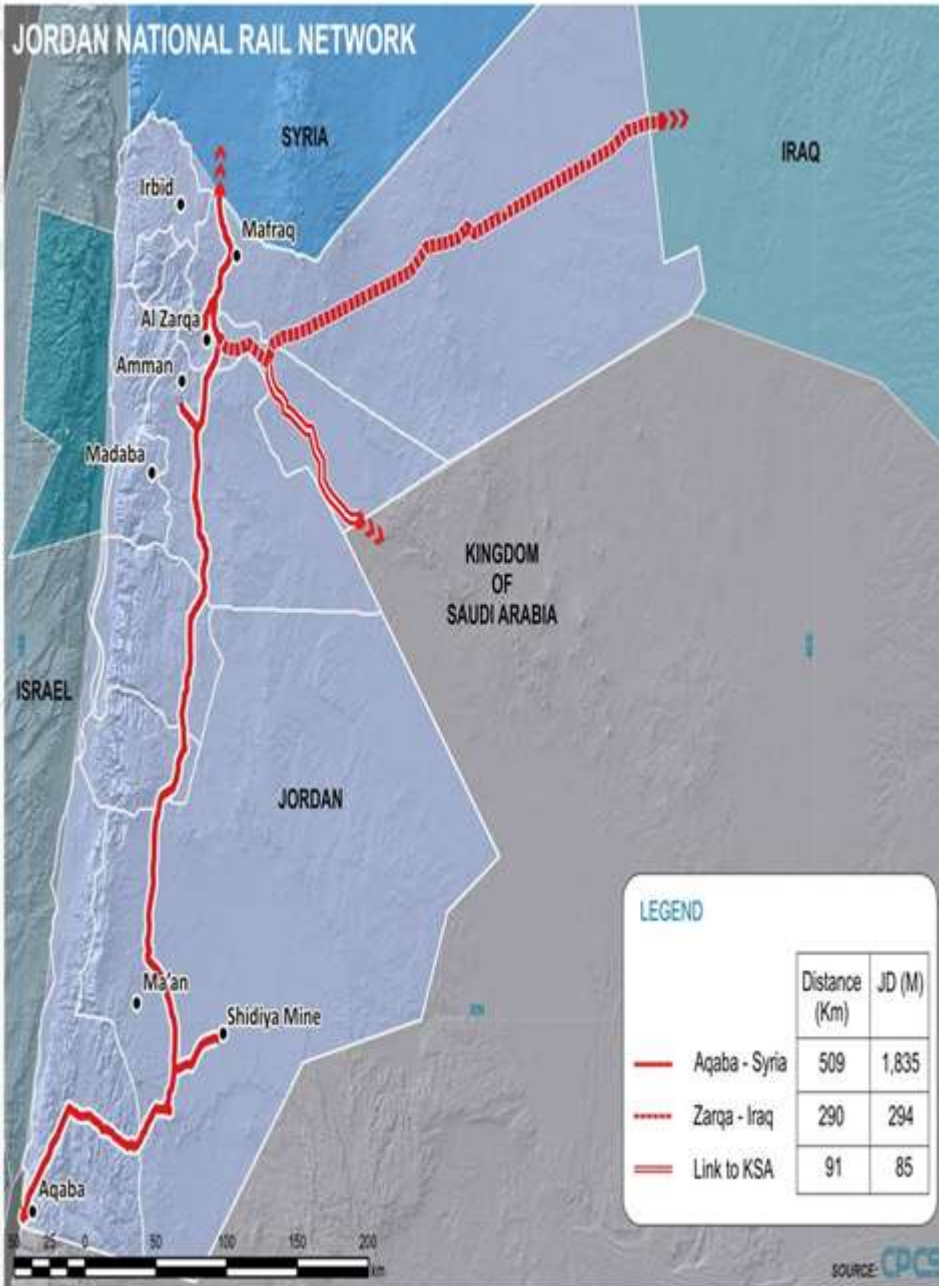 JORDAN NATIONAL RAIL NETWORK
SYRIA
IRAQ
Irbid
Mafraq
Al Zarqa
Amman
Madaba
KINGDOM
OF
SAUDI ARABIA
ISRAEL
JORDAN
Ma'an
Shidiya Mine
Aqaba
50 25 0 50 100 200
km
LEGEND
Distance (Km) JD (M)
Aqaba - Syria 509 1,835
Zarqa - Iraq 290 294
Link to KSA 91 85
SOURCE: CPCS